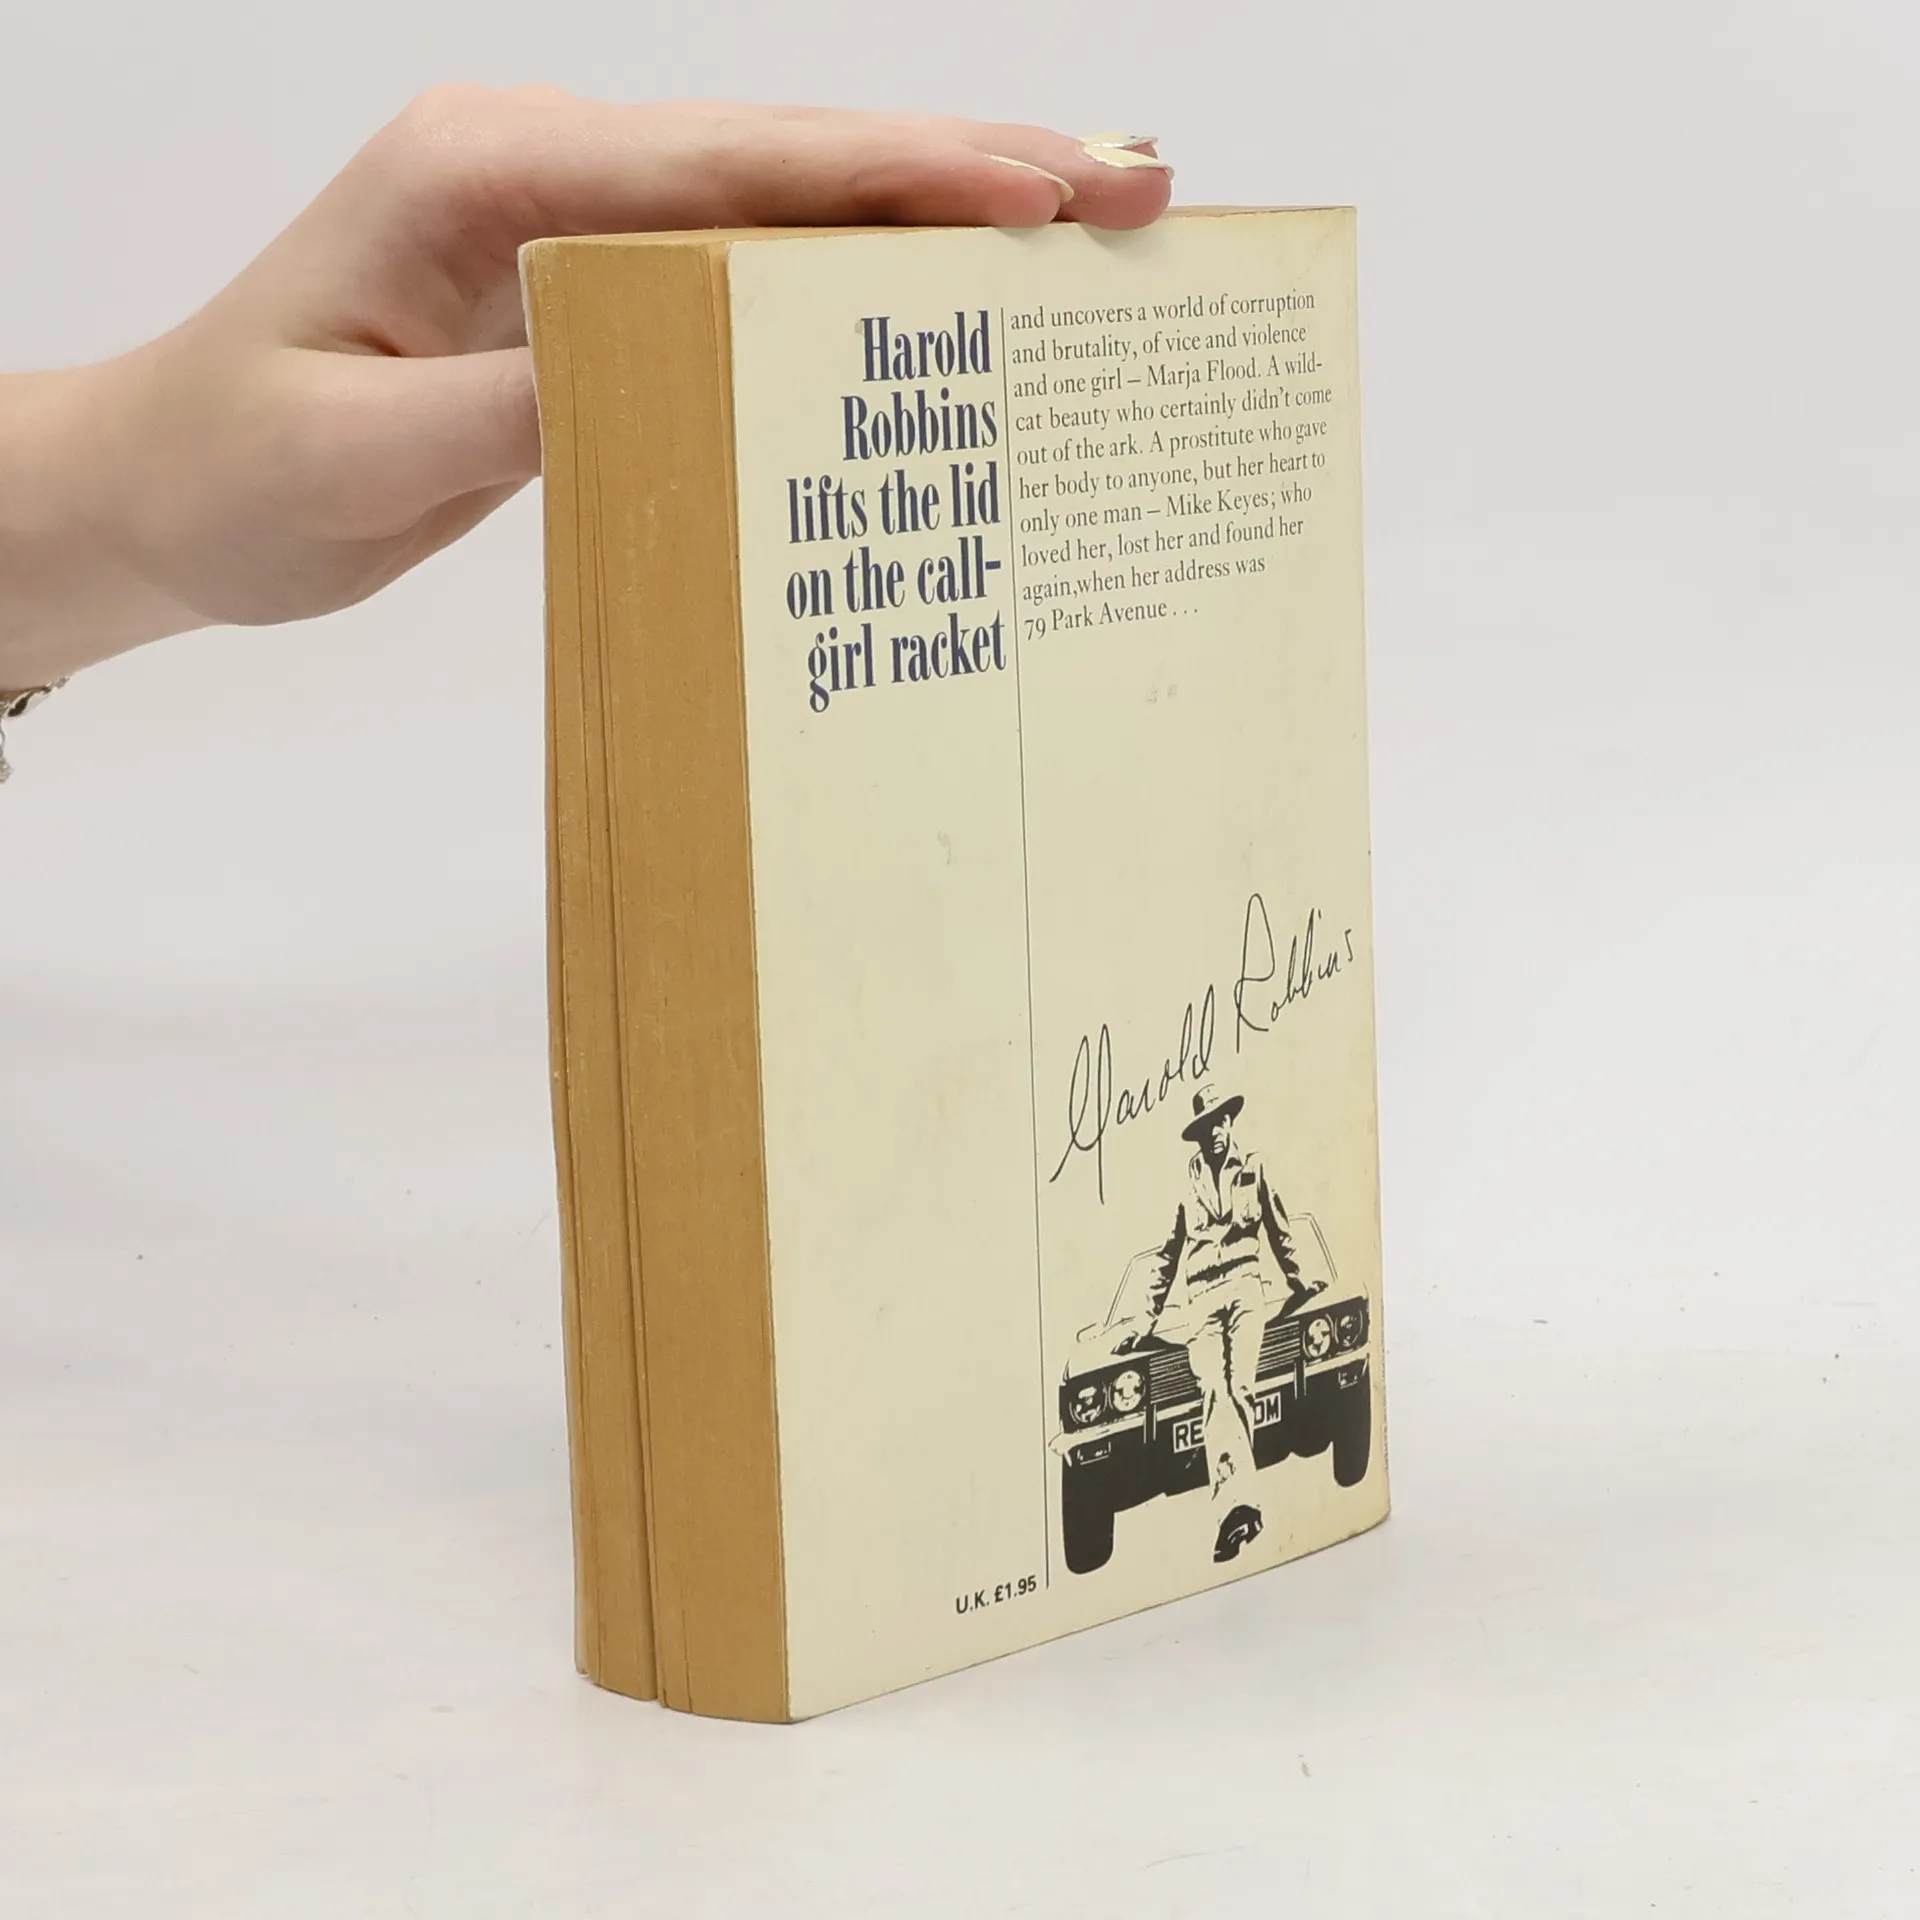 Harold
Robbins
lifts the lid
on the call-
girl racket
and uncovers a world of corruption
and brutality, of vice and violence
and one girl – Marja Flood. A wild-
cat beauty who certainly didn't come
out of the ark. A prostitute who gave
her body to anyone, but her heart to
only one man – Mike Keyes; who
loved her, lost her and found her
again,when her address was
79 Park Avenue . . .
Harold Robbins
RE OM
U.K. £1.95